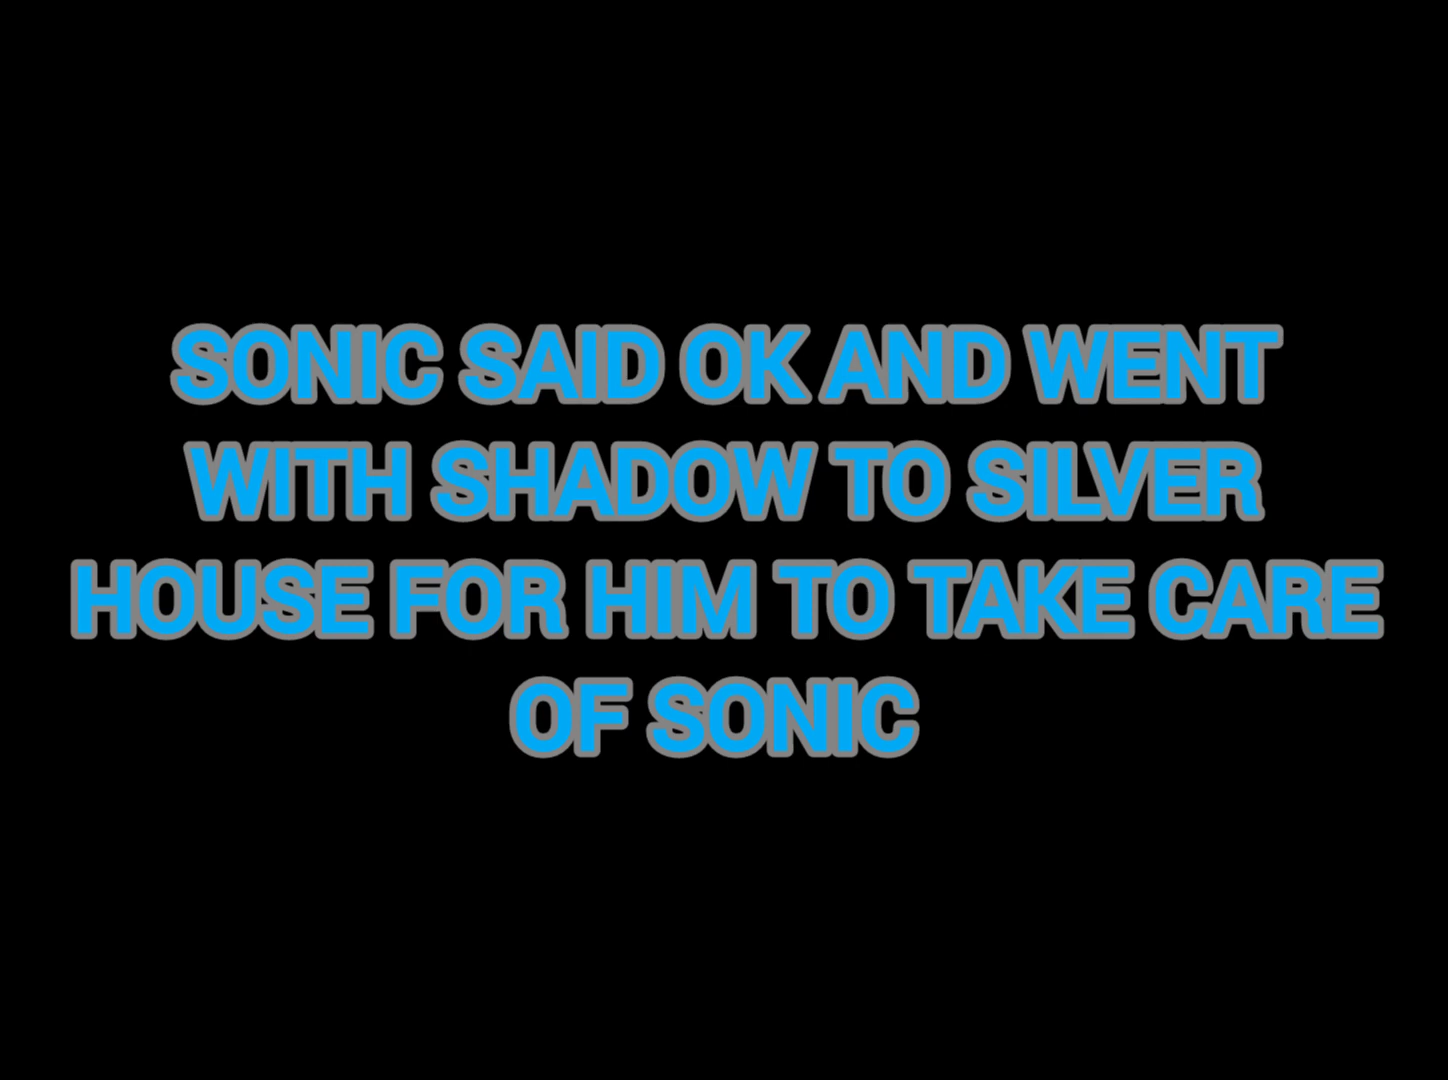 SONIC SAID OK AND WENT
WITH SHADOW TO SILVER
HOUSE FOR HIM TO TAKE CARE
OF SONIC